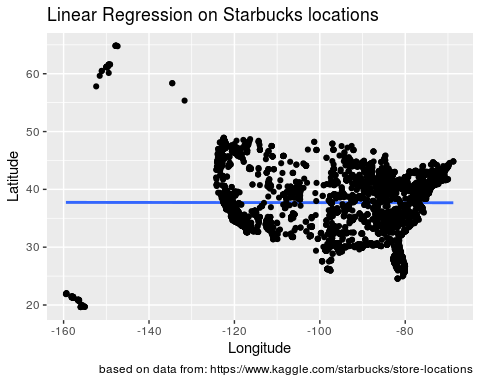 Linear Regression on Starbucks locations
Latitude
60
50
40
30
20
-160
-140
-120
-100
-80
Longitude
based on data from: https://www.kaggle.com/starbucks/store-locations